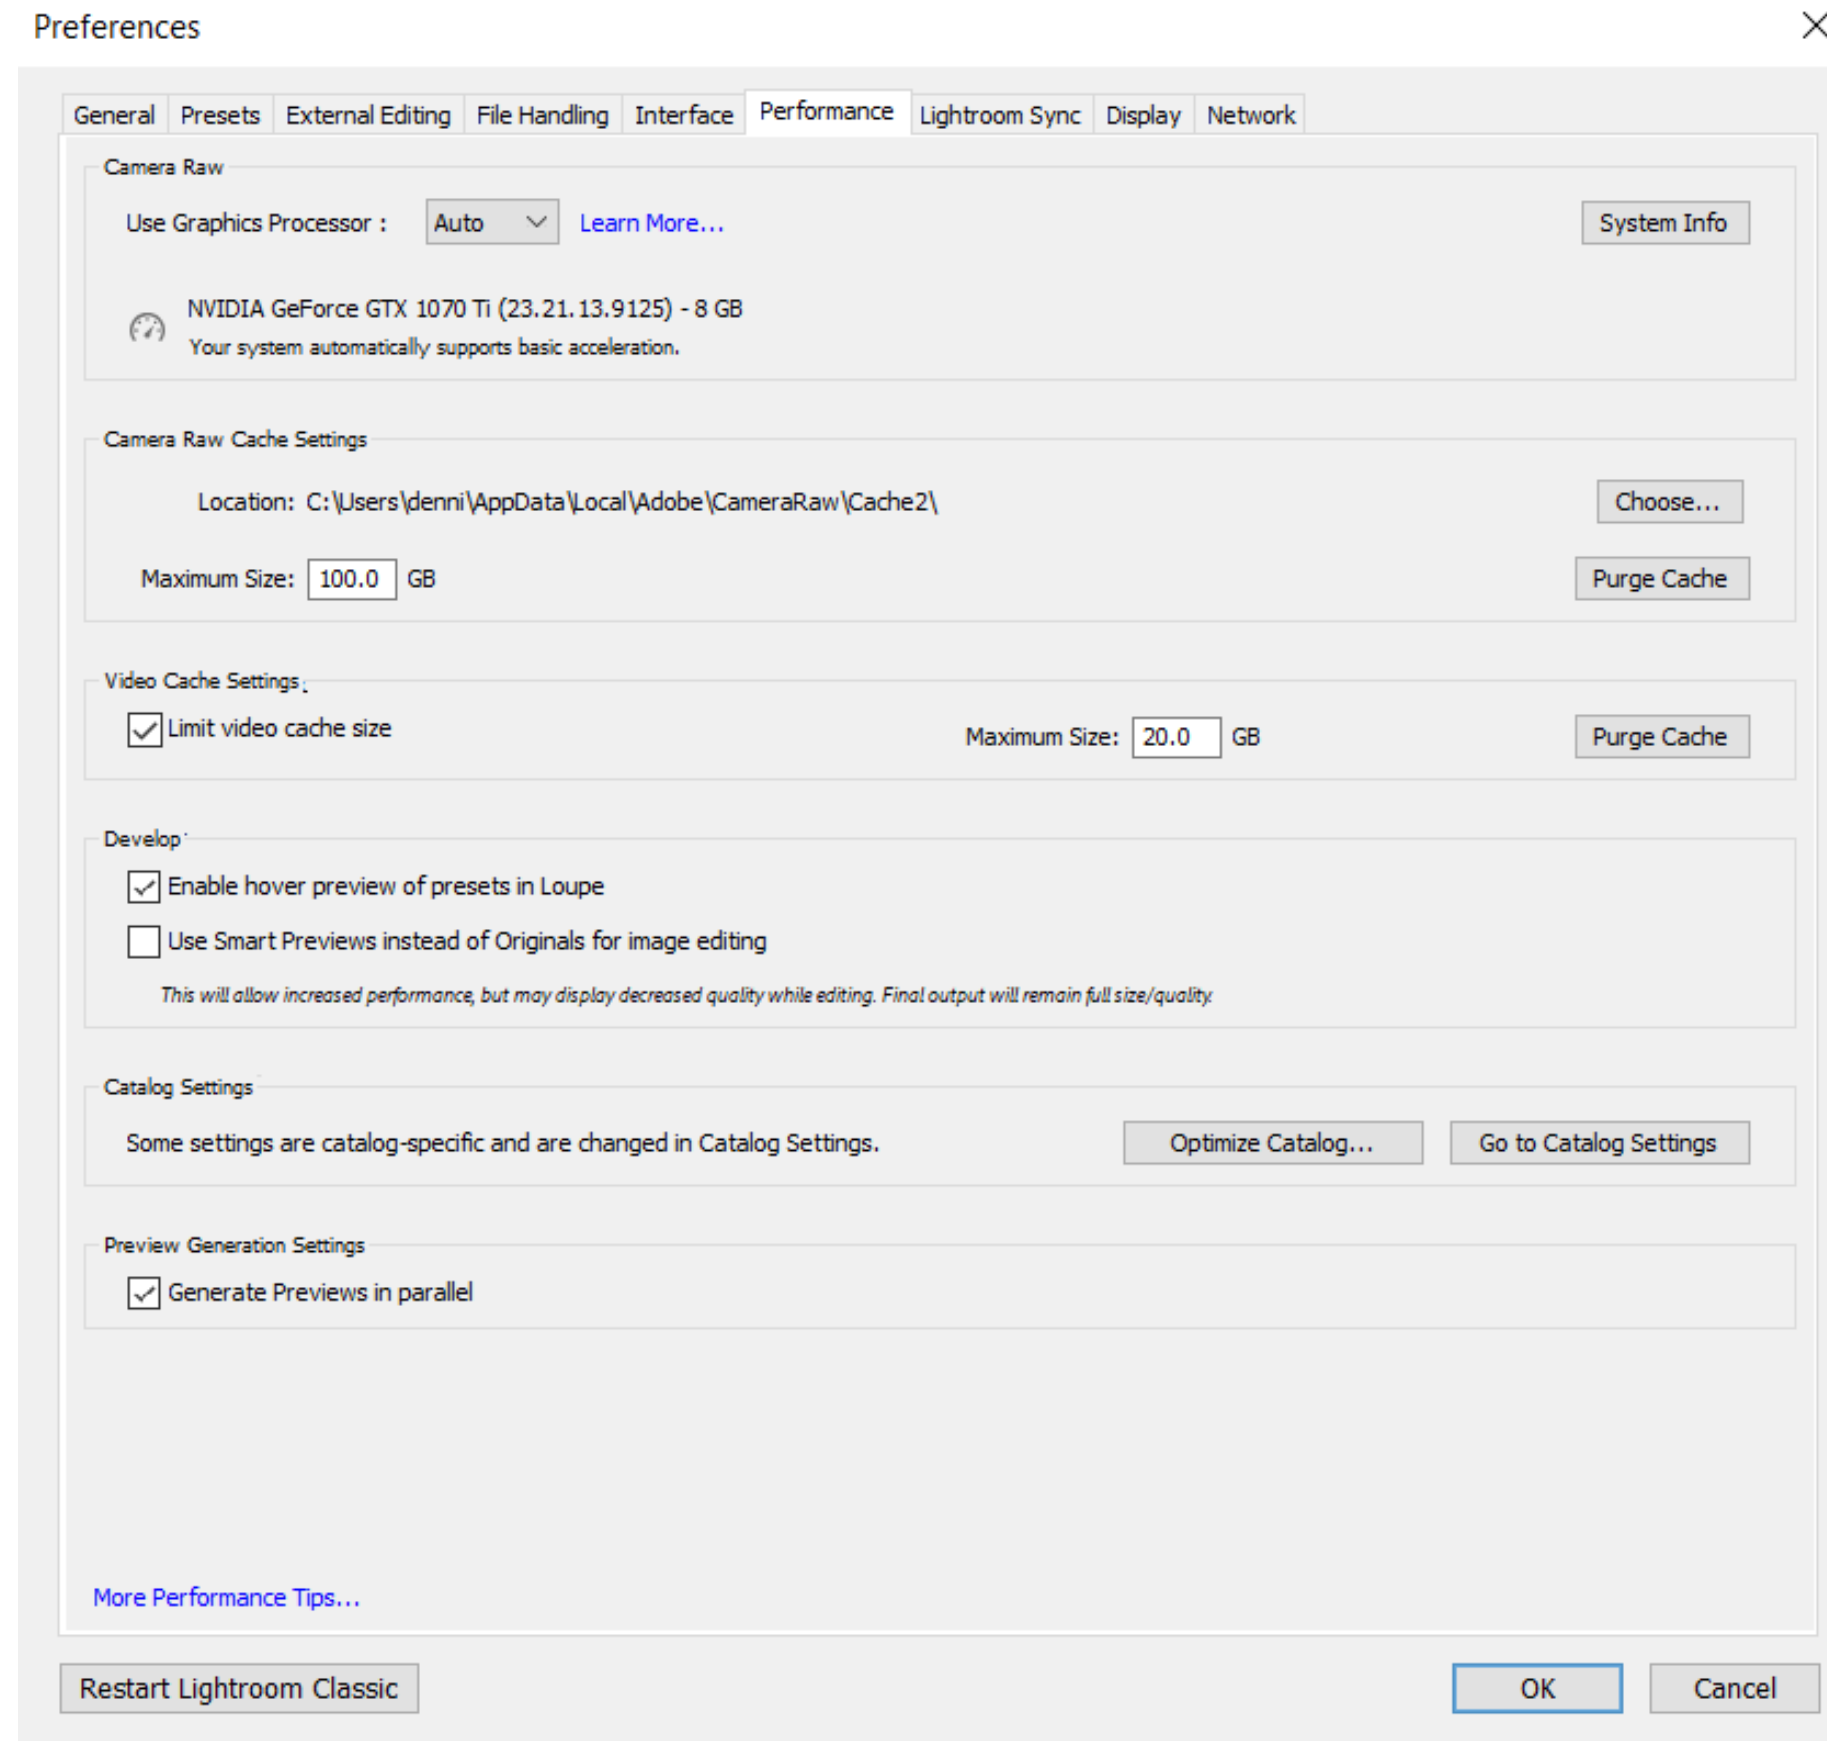 Preferences
General Presets External Editing File Handling Interface Performance Lightroom Sync Display Network
Camera Raw
Use Graphics Processor : Auto Learn More... System Info
NVIDIA GeForce GTX 1070 Ti (23.21.13.9125) - 8 GB
Your system automatically supports basic acceleration.
Camera Raw Cache Settings
Location: C:\Users\denni\AppData\Local\Adobe\CameraRaw\Cache2\ Choose...
Maximum Size: 100.0 GB Purge Cache
Video Cache Settings
Limit video cache size Maximum Size: 20.0 GB Purge Cache
Develop
Enable hover preview of presets in Loupe
Use Smart Previews instead of Originals for image editing
This will allow increased performance, but may display decreased quality while editing. Final output will remain full size/quality.
Catalog Settings
Some settings are catalog-specific and are changed in Catalog Settings. Optimize Catalog... Go to Catalog Settings
Preview Generation Settings
Generate Previews in parallel
More Performance Tips...
Restart Lightroom Classic OK Cancel